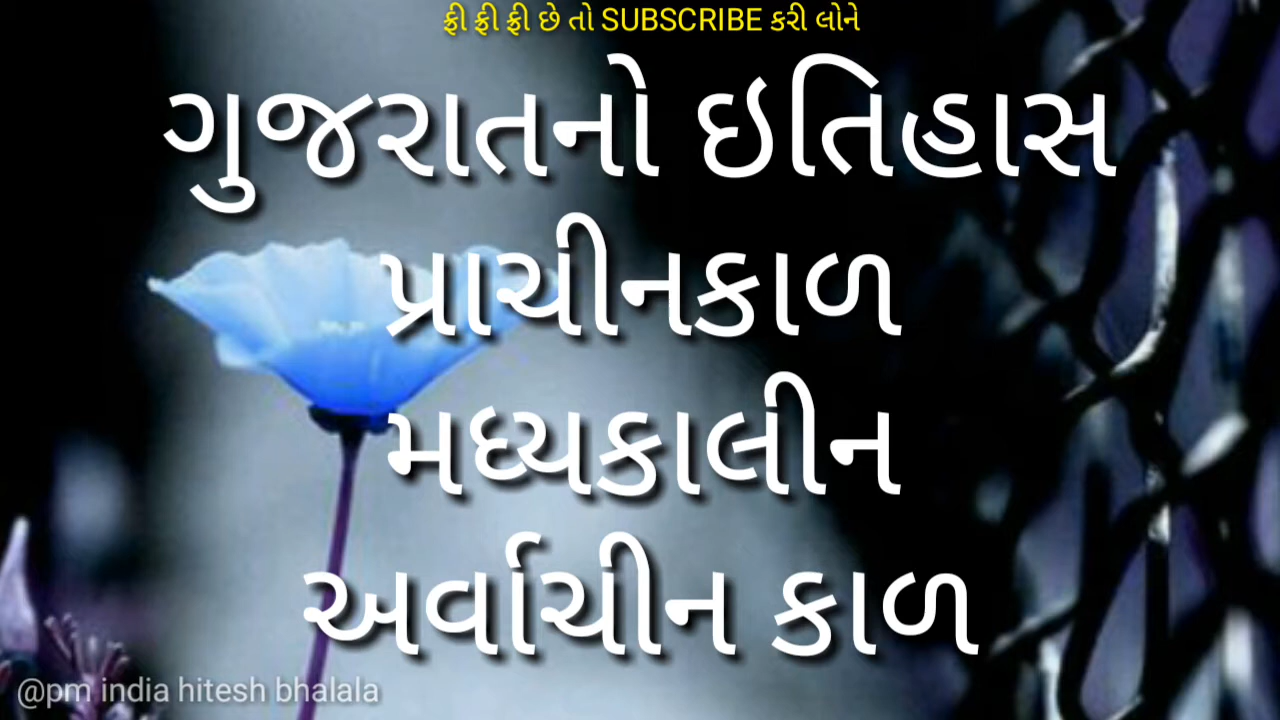 ફ્રી ફ્રી ફ્રી છે તો SUBSCRIBE કરી લોને
ગુજરાતનો ઇતિહાસ
પ્રાચીનકાળ
મધ્યકાલીન
અર્વાચીન કાળ
@pm india hitesh bhalala